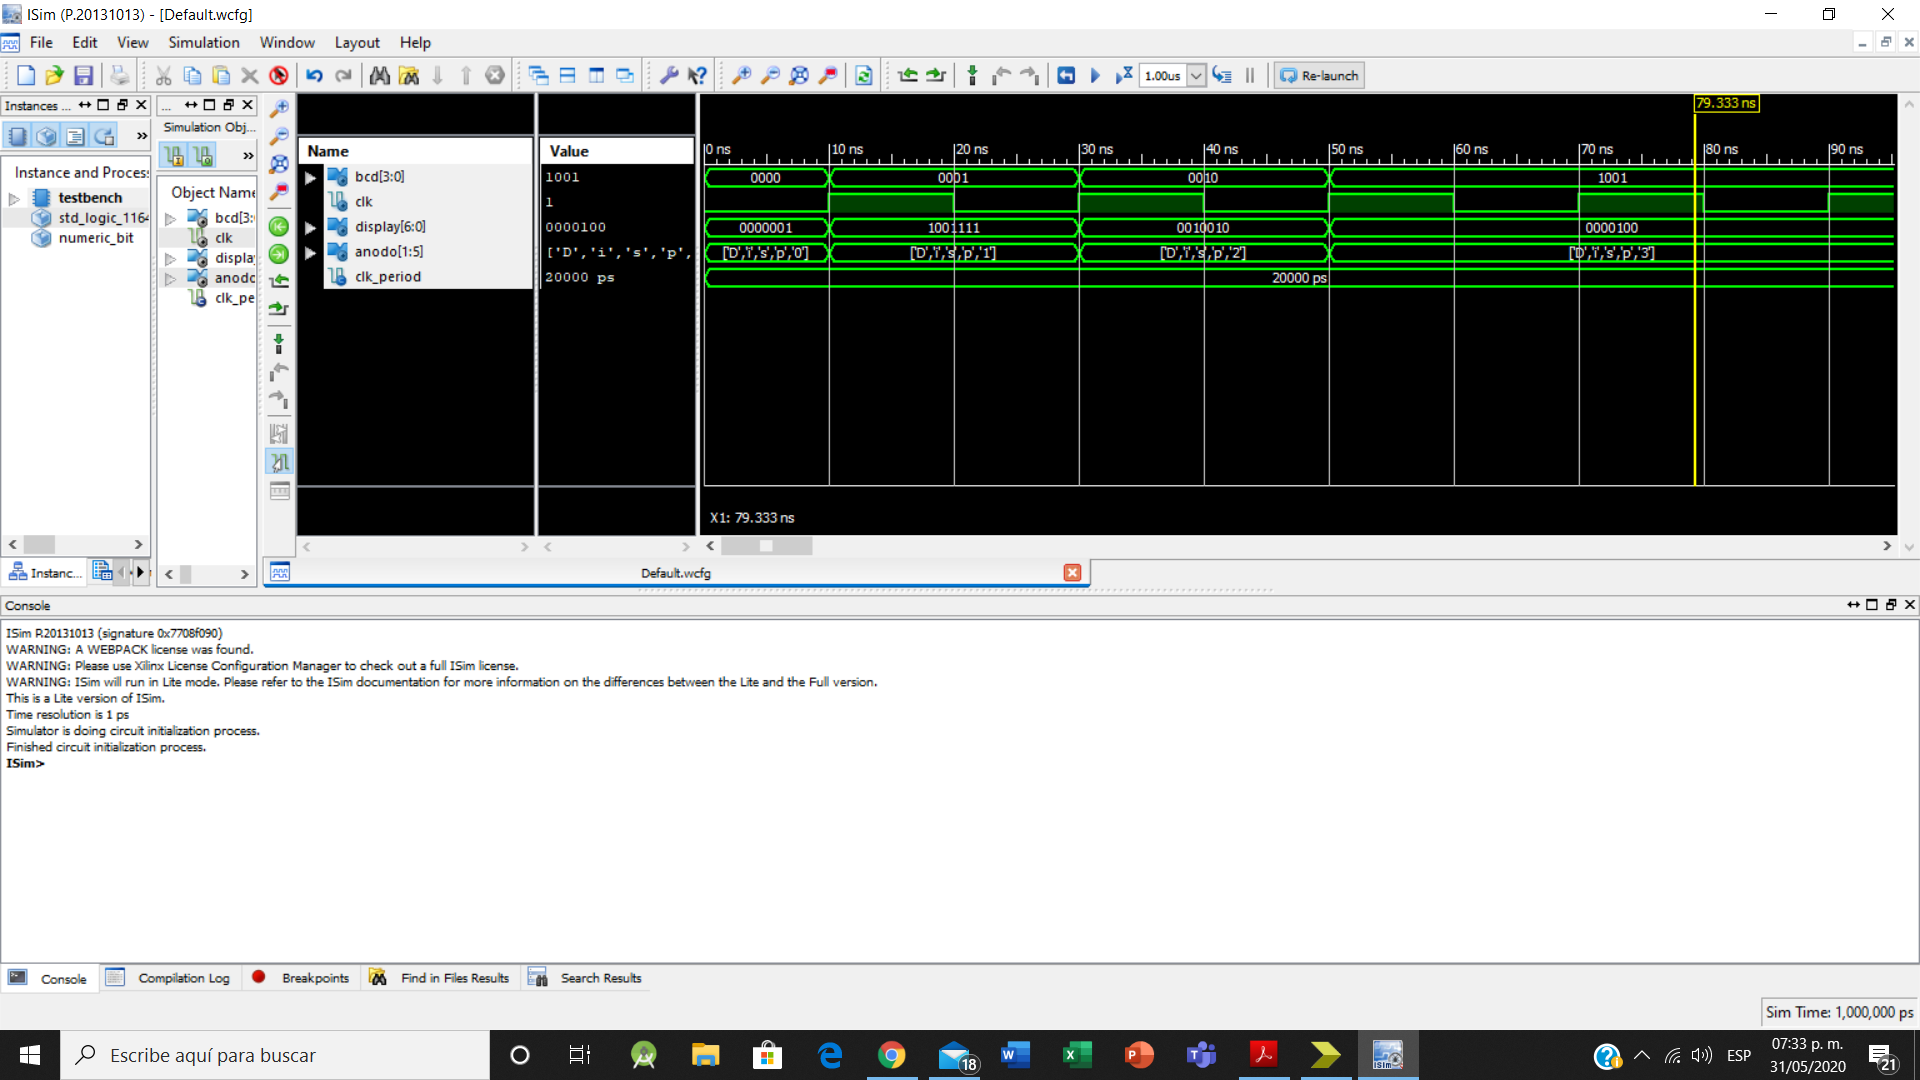 ISim (P.20131013) - [Default.wcfg]
File Edit View Simulation Window Layout Help
1.00us Re-launch
Instances ...
Instance and Process
testbench
std_logic_1164
numeric_bit
Instanc...
...
Simulation Obj...
Object Name
bcd[3:
clk
display
anodo
clk_pe
Name Value
bcd[3:0] 1001
clk 1
display[6:0] 0000100
anodo[1:5] ['D','i','s','p',
clk_period 20000 ps
79.333 ns
0 ns 10 ns 20 ns 30 ns 40 ns 50 ns 60 ns 70 ns 80 ns 90 ns
0000 0001 0010 1001
0000001 1001111 0010010 0000100
['D','i','s','p','0'] ['D','i','s','p','1'] ['D','i','s','p','2'] ['D','i','s','p','3']
20000 ps
X1: 79.333 ns
Default.wcfg
Console
ISim P.20131013 (signature 0x7708f090)
WARNING: A WEBPACK license was found.
WARNING: Please use Xilinx License Configuration Manager to check out a full ISim license.
WARNING: ISim will run in Lite mode. Please refer to the ISim documentation for more information on the differences between the Lite and the Full version.
This is a Lite version of ISim.
Time resolution is 1 ps
Simulator is doing circuit initialization process.
Finished circuit initialization process.
ISim>
Console Compilation Log Breakpoints Find in Files Results Search Results
Sim Time: 1,000,000 ps
Escribe aquí para buscar
18
ESP
07:33 p. m.
31/05/2020
21